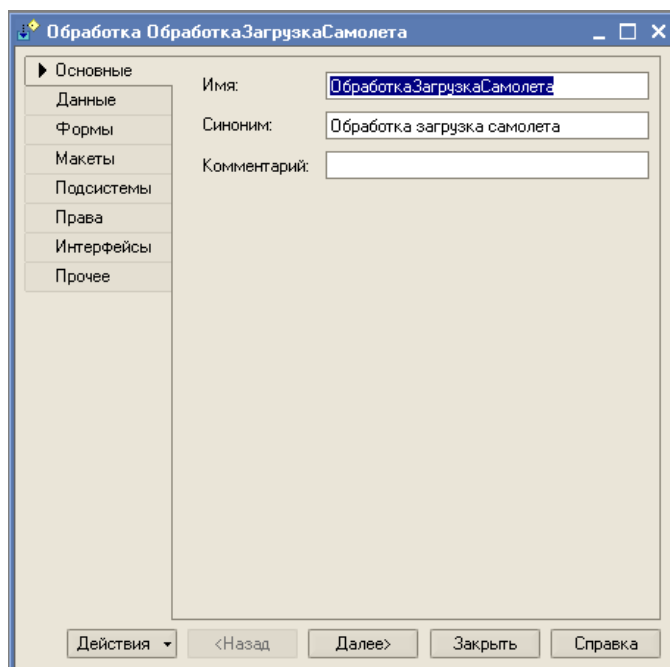 Обработка ОбработкаЗагрузкаСамолета
Основные
Данные
Формы
Макеты
Подсистемы
Права
Интерфейсы
Прочее
Имя: ОбработкаЗагрузкаСамолета
Синоним: Обработка загрузка самолета
Комментарий:
Действия <Назад Далее> Закрыть Справка